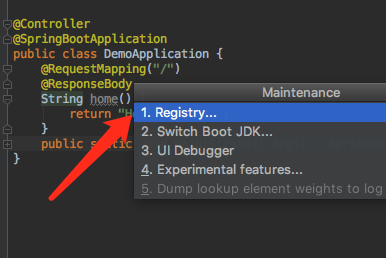 @Controller
@SpringBootApplication
public class DemoApplication {
@RequestMapping("/")
@ResponseBody
String home()
return "H
}
public stat
}
Maintenance
1. Registry...
2. Switch Boot JDK...
3. UI Debugger
4. Experimental features...
5. Dump lookup element weights to log